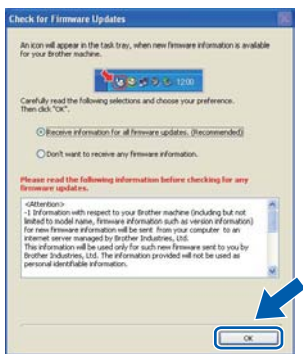 Check for Firmware Updates
An icon will appear in the task tray, when new firmware information is available
for your Brother machine.
12:00
Carefully read the following selections and choose your preference.
Then click "OK".
Receive information for all firmware updates. (Recommended)
Don't want to receive any firmware information.
Please read the following information before checking for any
firmware updates.
<Attention>
-1 Information with respect to your Brother machine (including but not
limited to model name, firmware information such as version information)
for new firmware information will be sent from your computer to an
internet server managed by Brother Industries, Ltd.
This information will be used only for such new firmware sent to you by
Brother Industries, Ltd. The information provided will not be used as
personal identifiable information.
OK